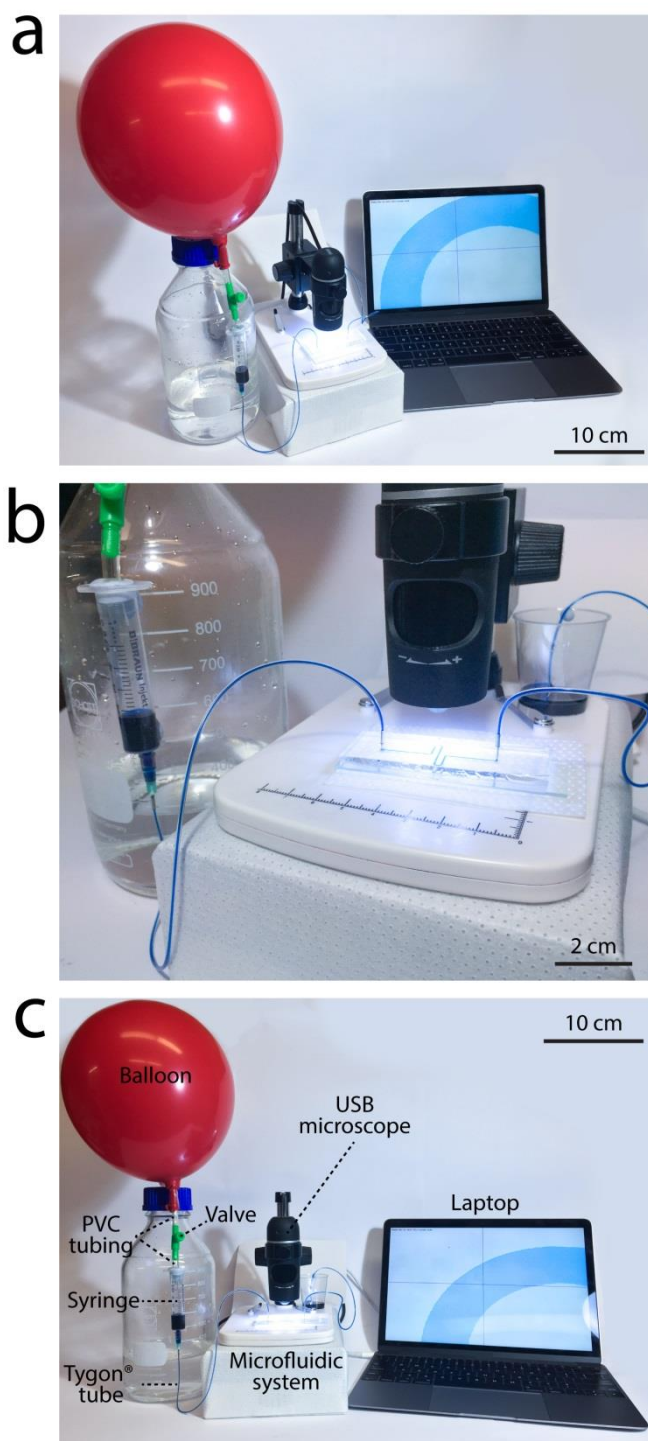 a
10 cm
b
900
800
700
B|BRAUN
2 cm
c
10 cm
Balloon
USB
microscope
PVC
tubing
Valve
Laptop
Syringe
Tygon®
tube
Microfluidic
system